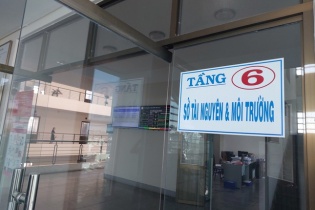 TẦNG 6
SỞ TÀI NGUYÊN & MÔI TRƯỜNG